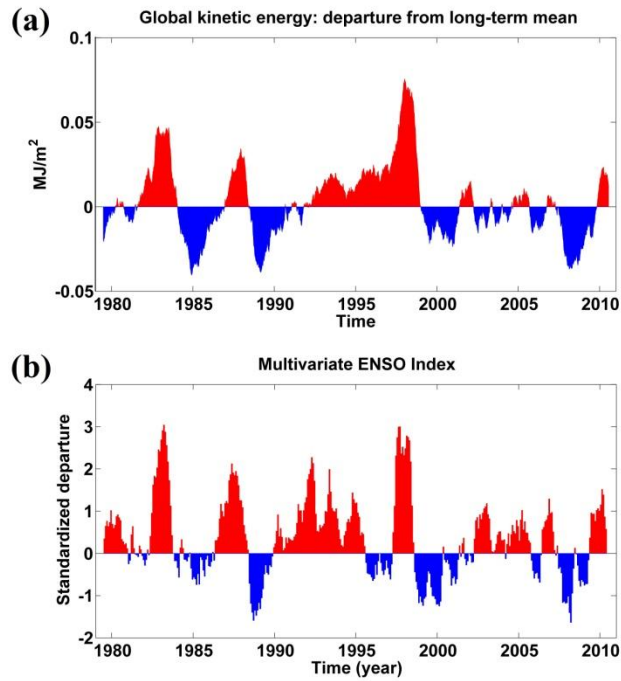 (a) Global kinetic energy: departure from long-term mean
0.1
0.05
0
-0.05
MJ/m²
1980 1985 1990 1995 2000 2005 2010
Time
(b) Multivariate ENSO Index
4
3
2
1
0
-1
-2
Standardized departure
1980 1985 1990 1995 2000 2005 2010
Time (year)